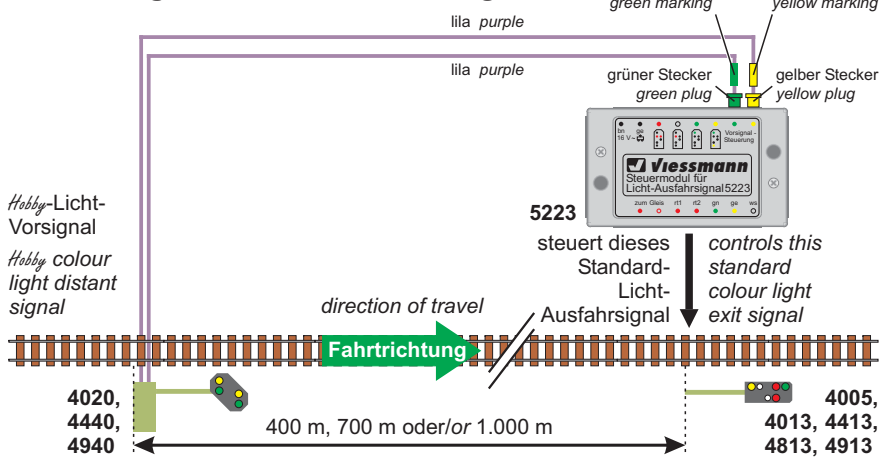 green marking
yellow marking
lila purple
lila purple
grüner Stecker
green plug
gelber Stecker
yellow plug
bn ge
16 V~
Vorsignal-
Steuerung
Viessmann
Steuermodul für
Licht-Ausfahrsignal 5223
zum Gleis rt1 rt2 gn ge ws
5223
steuert dieses
Standard-
Licht-
Ausfahrsignal
controls this
standard
colour light
exit signal
Hobby-Licht-
Vorsignal
Hobby colour
light distant
signal
direction of travel
Fahrtrichtung
4020,
4440,
4940
400 m, 700 m oder/or 1.000 m
4005,
4013, 4413,
4813, 4913